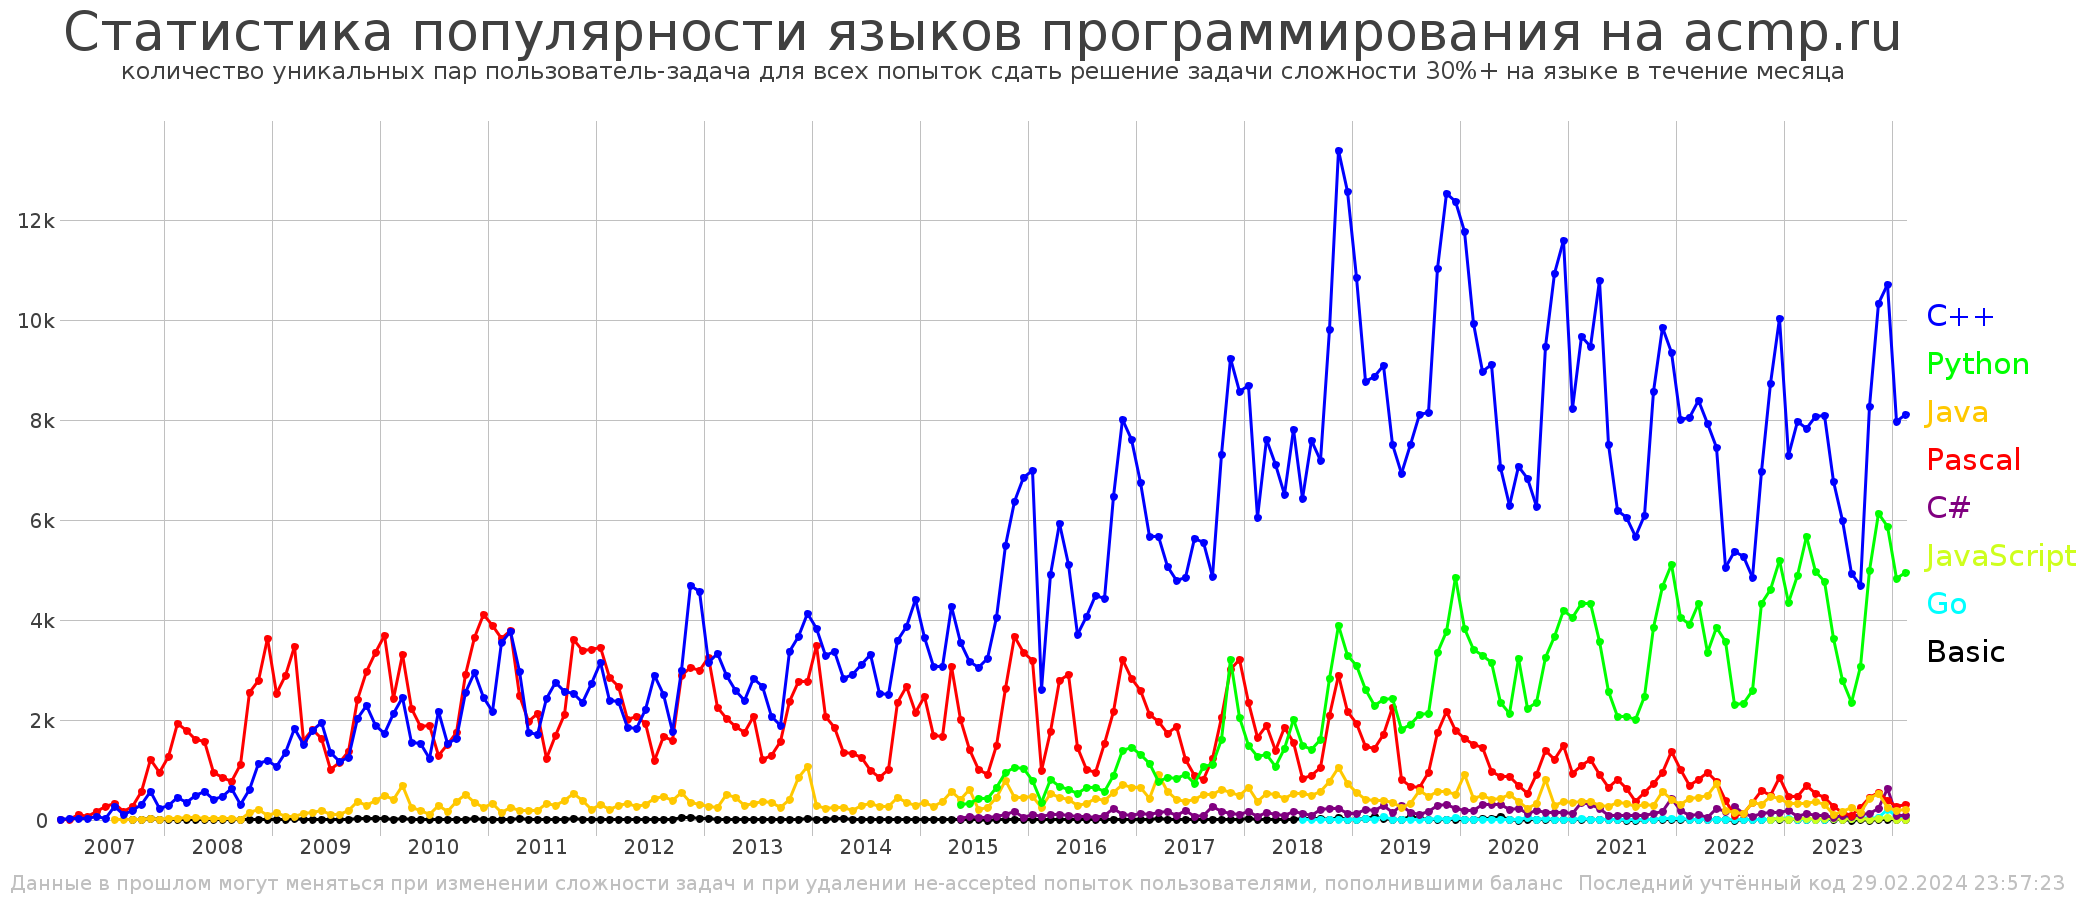 Статистика популярности языков программирования на acmp.ru
количество уникальных пар пользователь-задача для всех попыток сдать решение задачи сложности 30%+ на языке в течение месяца
12k
10k
8k
6k
4k
2k
0
C++
Python
Java
Pascal
C#
JavaScript
Go
Basic
2007 2008 2009 2010 2011 2012 2013 2014 2015 2016 2017 2018 2019 2020 2021 2022 2023
Данные в прошлом могут меняться при изменении сложности задач и при удалении не-accepted попыток пользователями, пополнившими баланс Последний учтённый код 29.02.2024 23:57:23